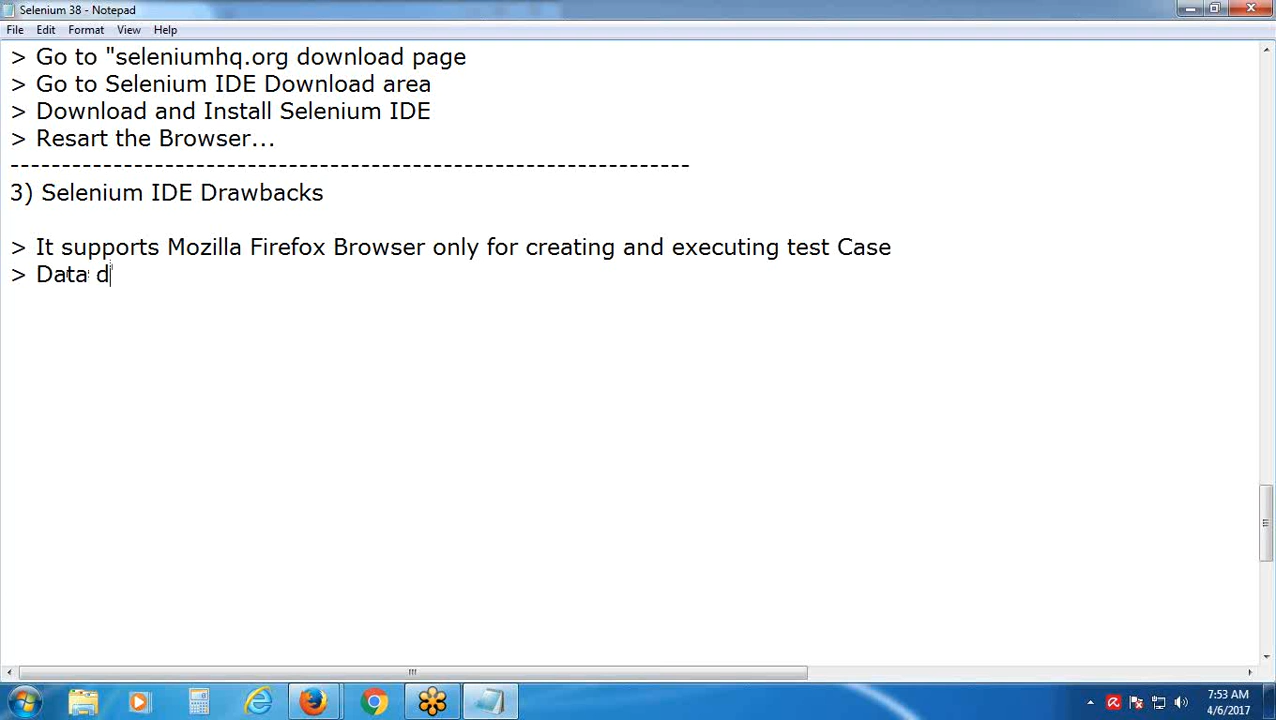 Selenium 38 - Notepad
File Edit Format View Help
> Go to "seleniumhq.org download page
> Go to Selenium IDE Download area
> Download and Install Selenium IDE
> Resart the Browser...
-----------------------------------------------------------------
3) Selenium IDE Drawbacks
> It supports Mozilla Firefox Browser only for creating and executing test Case
> Data d
7:53 AM
4/6/2017